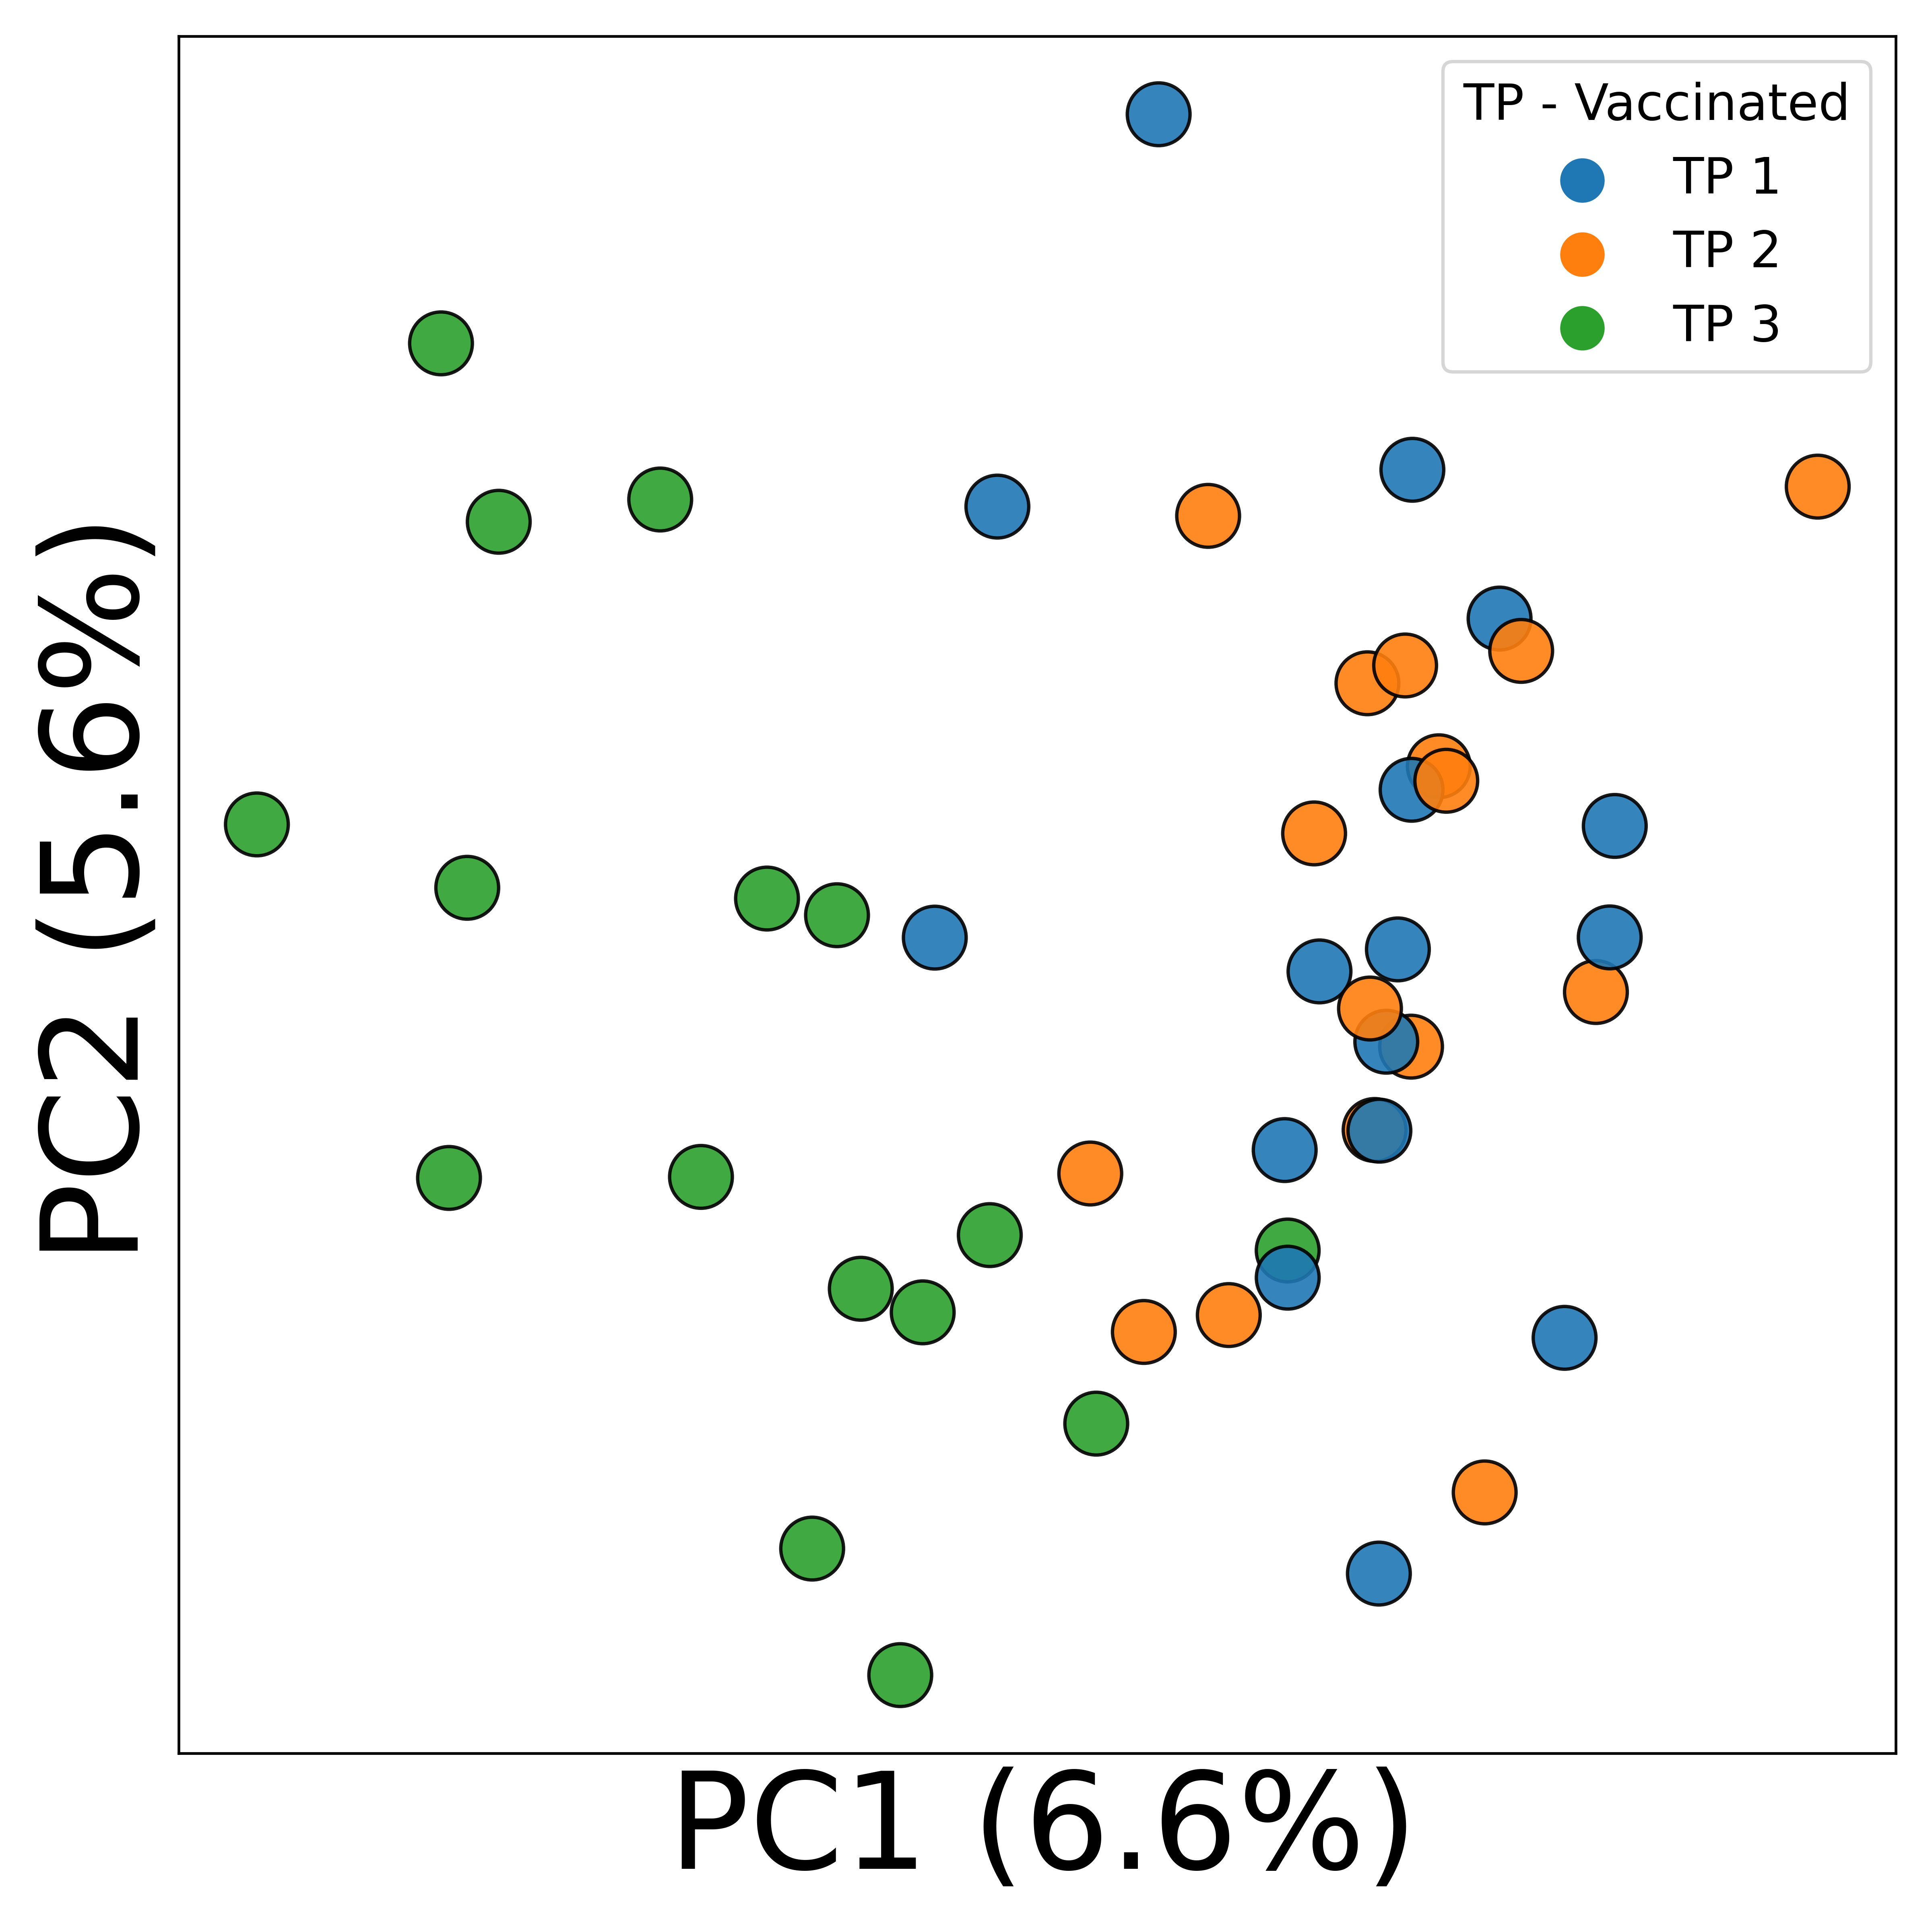 TP - Vaccinated
TP 1
TP 2
TP 3
PC2 (5.6%)
PC1 (6.6%)